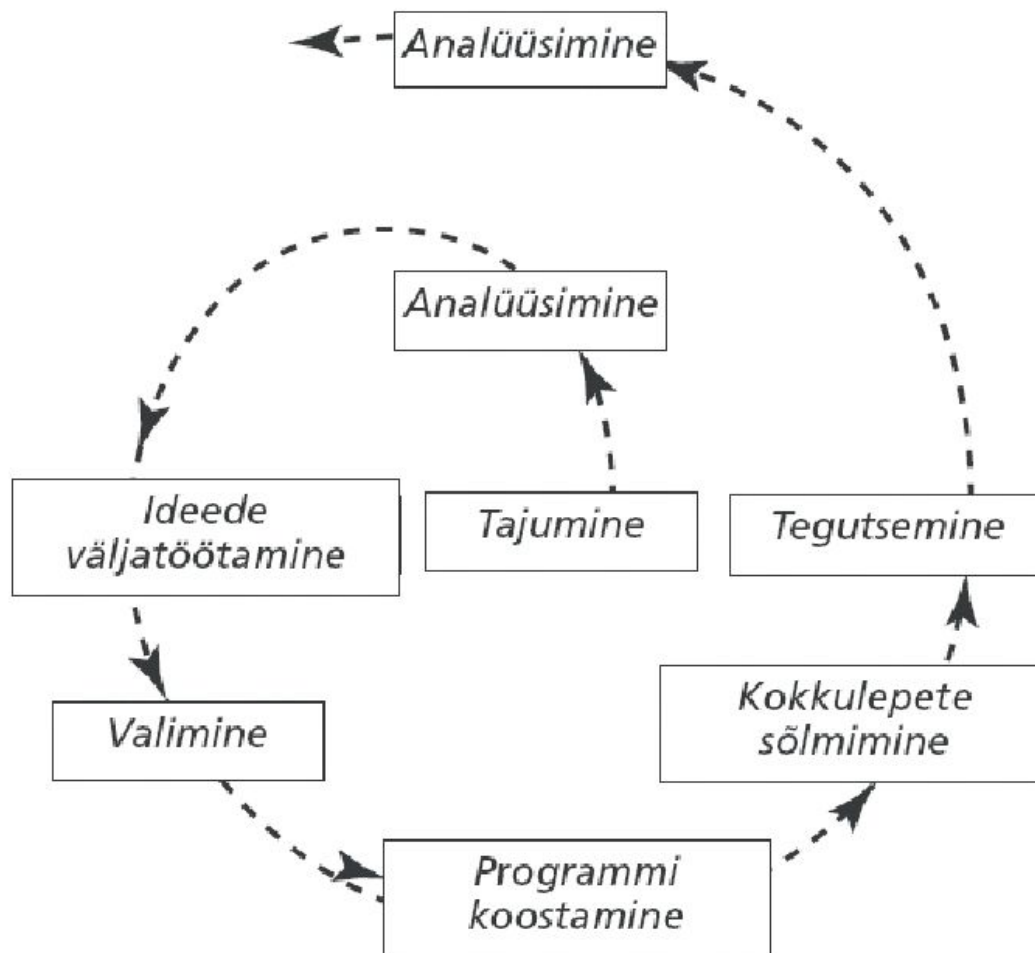 Analüüsimine
Analüüsimine
Ideede
väljatöötamine
Tajumine
Tegutsemine
Valimine
Kokkulepete
sõlmimine
Programmi
koostamine